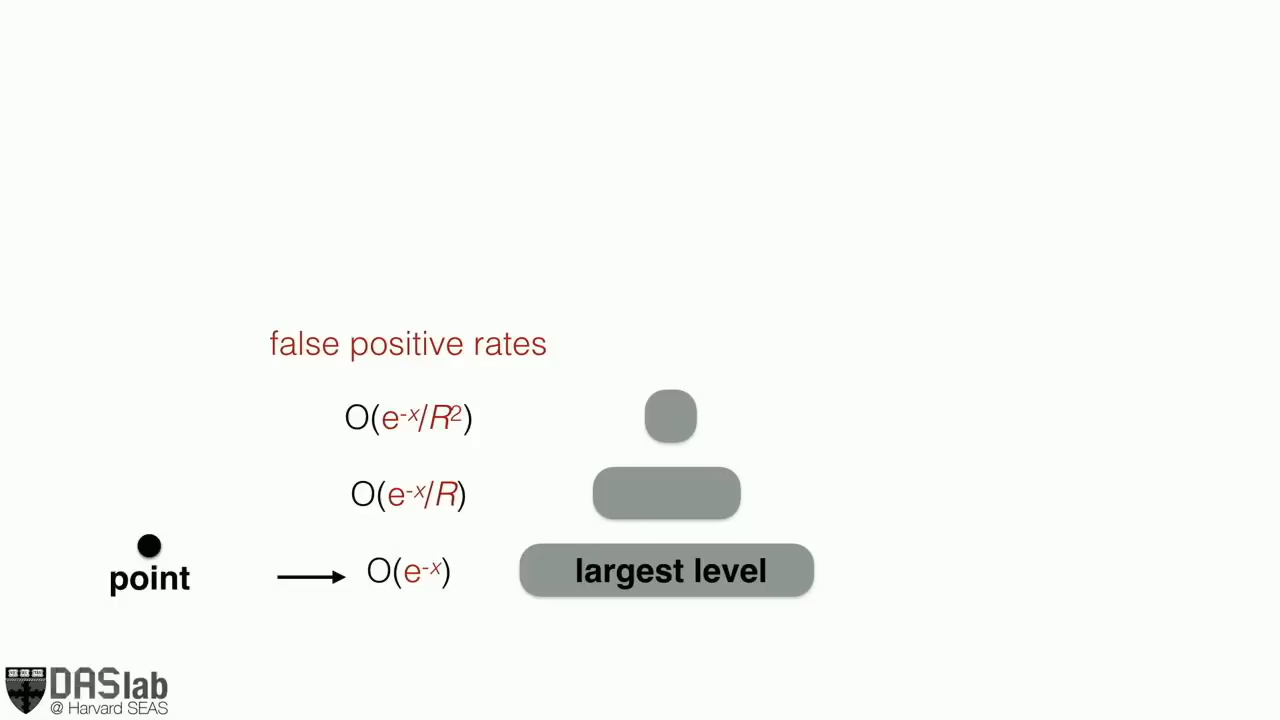 false positive rates
O(e⁻ˣ/R²)
O(e⁻ˣ/R)
point
O(e⁻ˣ)
largest level
DASlab
@ Harvard SEAS